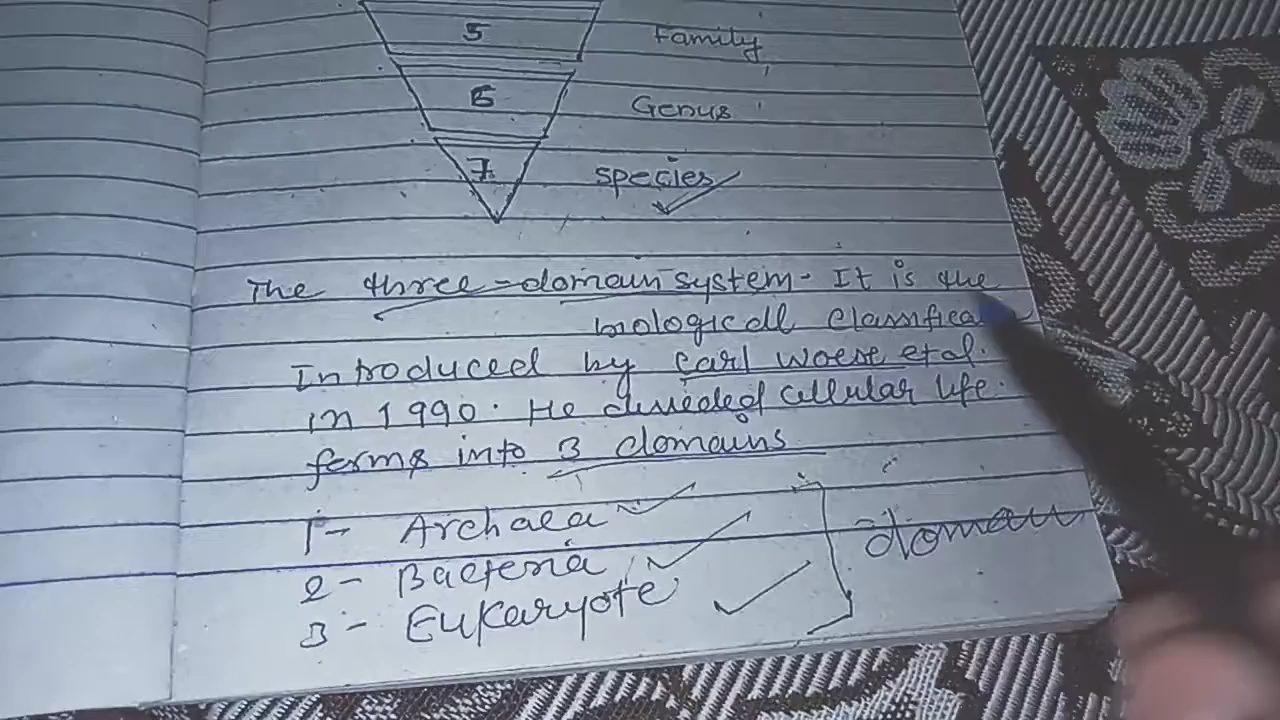 5 Family
6 Genus
7 Species
The three-domain system - It is the
biological classifica
Introduced by Carl Woese et al.
in 1990. He divided cellular life
forms into 3 domains
1- Archaea
2- Bacteria
3- Eukaryote
domain